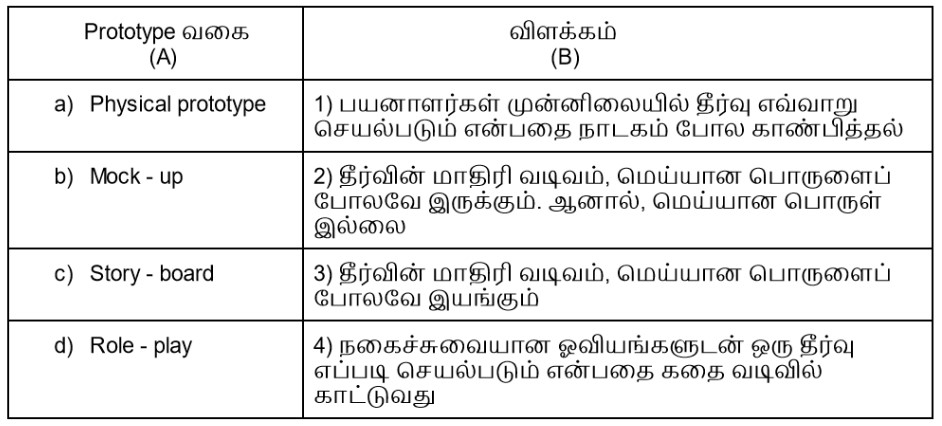 Prototype வகை
(A)
விளக்கம்
(B)
a) Physical prototype
1) பயனாளர்கள் முன்னிலையில் தீர்வு எவ்வாறு
செயல்படும் என்பதை நாடகம் போல காண்பித்தல்
b) Mock - up
2) தீர்வின் மாதிரி வடிவம், மெய்யான பொருளைப்
போலவே இருக்கும். ஆனால், மெய்யான பொருள்
இல்லை
c) Story - board
3) தீர்வின் மாதிரி வடிவம், மெய்யான பொருளைப்
போலவே இயங்கும்
d) Role - play
4) நகைச்சுவையான ஓவியங்களுடன் ஒரு தீர்வு
எப்படி செயல்படும் என்பதை கதை வடிவில்
காட்டுவது